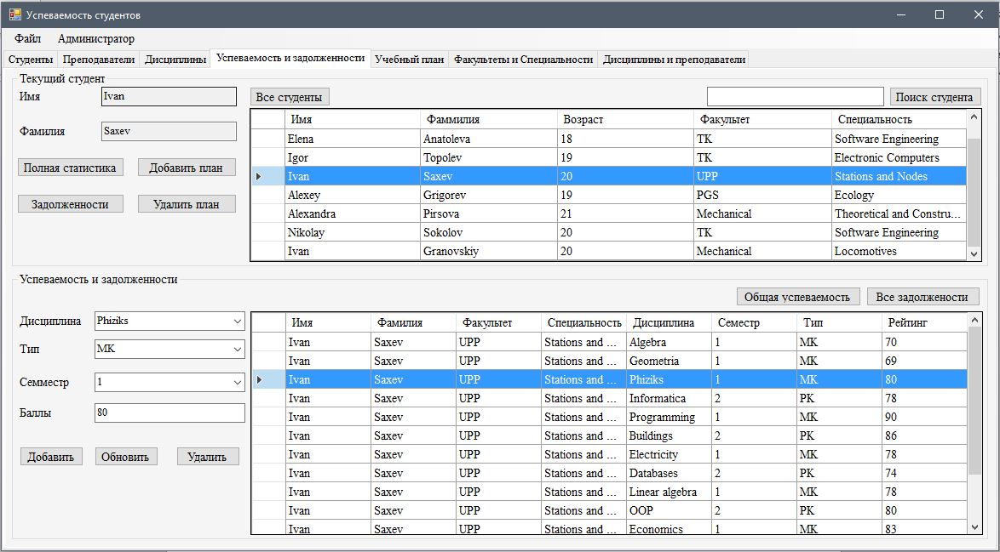 Успеваемость студентов
Файл Администратор
Студенты Преподаватели Дисциплины Успеваемость и задолженности Учебный план Факультеты и Специальности Дисциплины и преподаватели
Текущий студент
Имя Ivan
Фамилия Saxev
Полная статистика Добавить план
Задолженности Удалить план
Все студенты Поиск студента
Имя Фаммилия Возраст Факультет Специальность
Elena Anatoleva 18 TK Software Engineering
Igor Topolev 19 TK Electronic Computers
Ivan Saxev 20 UPP Stations and Nodes
Alexey Grigorev 19 PGS Ecology
Alexandra Pirsova 21 Mechanical Theoretical and Constru...
Nikolay Sokolov 20 TK Software Engineering
Ivan Granovskiy 20 Mechanical Locomotives
Успеваемость и задолженности
Общая успеваемость Все задолжености
Дисциплина Phiziks
Тип MK
Семместр 1
Баллы 80
Добавить Обновить Удалить
Имя Фамилия Факультет Специальность Дисциплина Семестр Тип Рейтинг
Ivan Saxev UPP Stations and ... Algebra 1 MK 70
Ivan Saxev UPP Stations and ... Geometria 1 MK 69
Ivan Saxev UPP Stations and ... Phiziks 1 MK 80
Ivan Saxev UPP Stations and ... Informatica 2 PK 78
Ivan Saxev UPP Stations and ... Programming 1 MK 90
Ivan Saxev UPP Stations and ... Buildings 2 PK 86
Ivan Saxev UPP Stations and ... Electricity 1 MK 78
Ivan Saxev UPP Stations and ... Databases 2 PK 74
Ivan Saxev UPP Stations and ... Linear algebra 1 MK 78
Ivan Saxev UPP Stations and ... OOP 2 PK 80
Ivan Saxev UPP Stations and ... Economics 1 MK 83